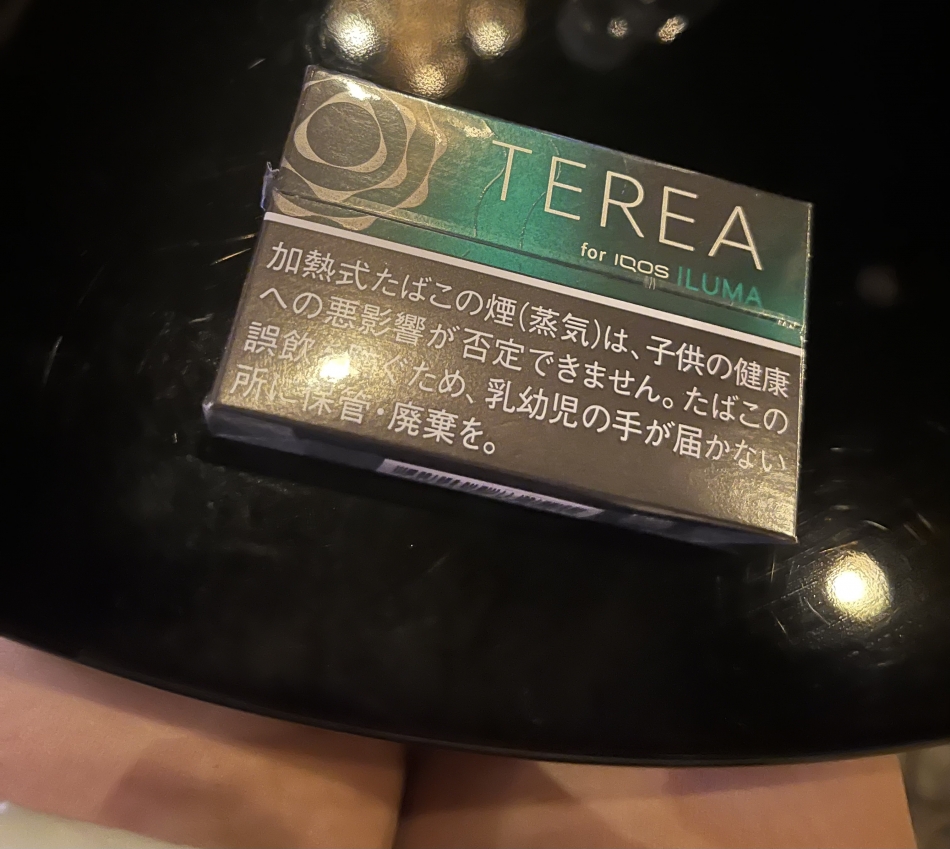 TEREA
for IQOS ILUMA
加熱式たばこの煙(蒸気)は、子供の健康
への悪影響が否定できません。たばこの
誤飲 ぐため、乳幼児の手が届かない
所に保管・廃棄を。